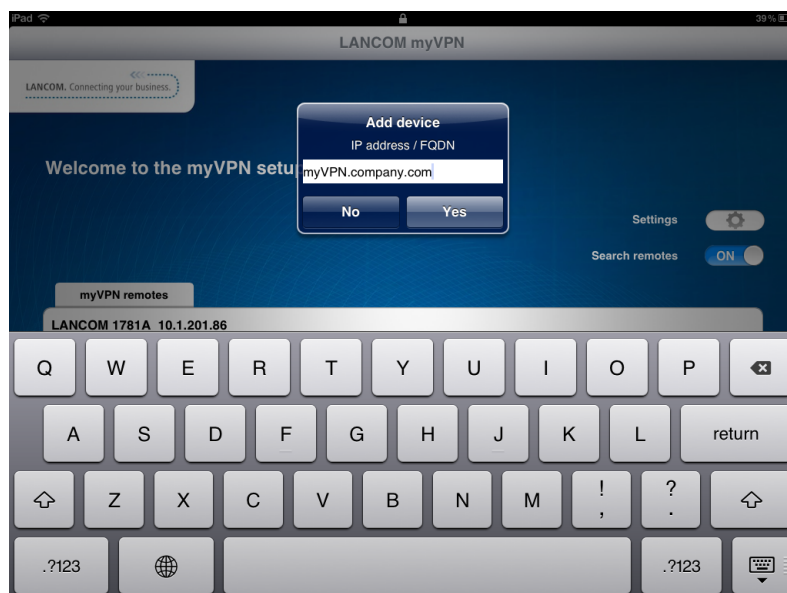 iPad
39 %
LANCOM myVPN
LANCOM. Connecting your business.
Add device
IP address / FQDN
myVPN.company.com
No
Yes
Welcome to the myVPN setu
Settings
Search remotes
ON
myVPN remotes
LANCOM 1781A 10.1.201.86
Q W E R T Y U I O P
A S D F G H J K L return
Z X C V B N M ! , ? .
.?123 .?123